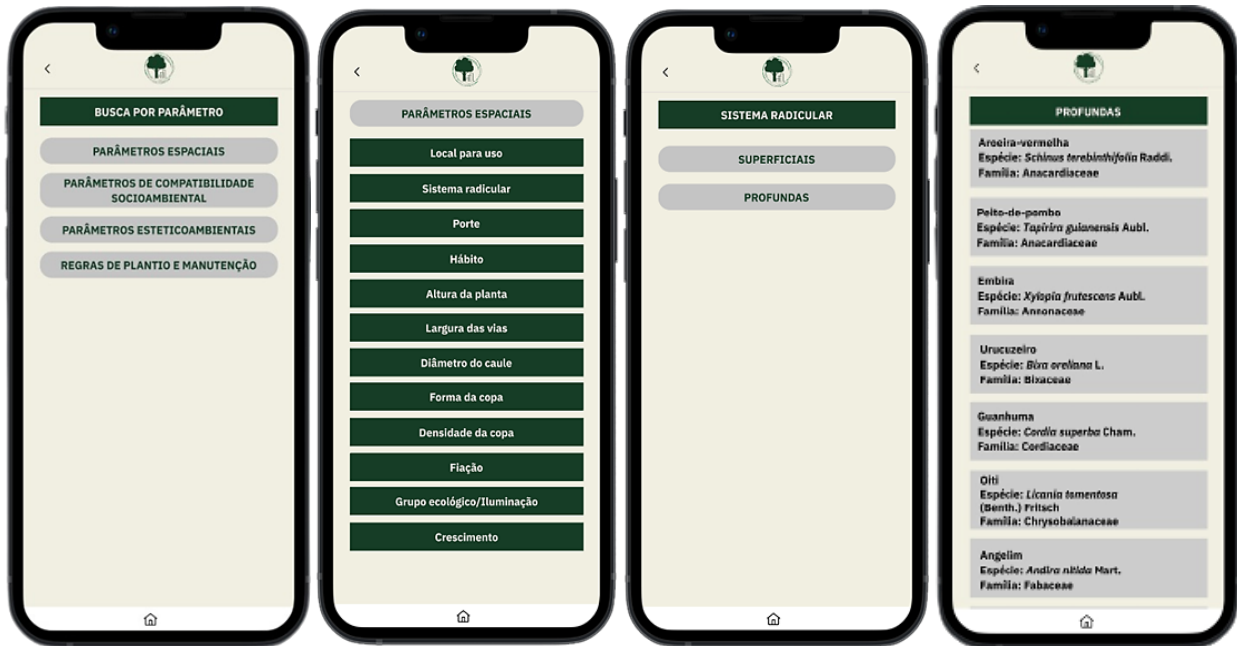 BUSCA POR PARÂMETRO
PARÂMETROS ESPACIAIS
PARÂMETROS DE COMPATIBILIDADE
SOCIOAMBIENTAL
PARÂMETROS ESTETICOAMBIENTAIS
REGRAS DE PLANTIO E MANUTENÇÃO
PARÂMETROS ESPACIAIS
Local para uso
Sistema radicular
Porte
Hábito
Altura da planta
Largura das vias
Diâmetro do caule
Forma da copa
Densidade da copa
Fiação
Grupo ecológico/Iluminação
Crescimento
SISTEMA RADICULAR
SUPERFICIAIS
PROFUNDAS
PROFUNDAS
Aroeira-vermelha
Espécie: Schinus terebinthifolia Raddi.
Família: Anacardiaceae
Peito-de-pombo
Espécie: Tapirira guianensis Aubl.
Família: Anacardiaceae
Embira
Espécie: Xylopia frutescens Aubl.
Família: Annonaceae
Urucuzeiro
Espécie: Bixa orellana L.
Família: Bixaceae
Guanhuma
Espécie: Cordia superba Cham.
Família: Cordiaceae
Oiti
Espécie: Licania tomentosa
(Benth.) Fritsch
Família: Chrysobalanaceae
Angelim
Espécie: Andira nitida Mart.
Família: Fabaceae